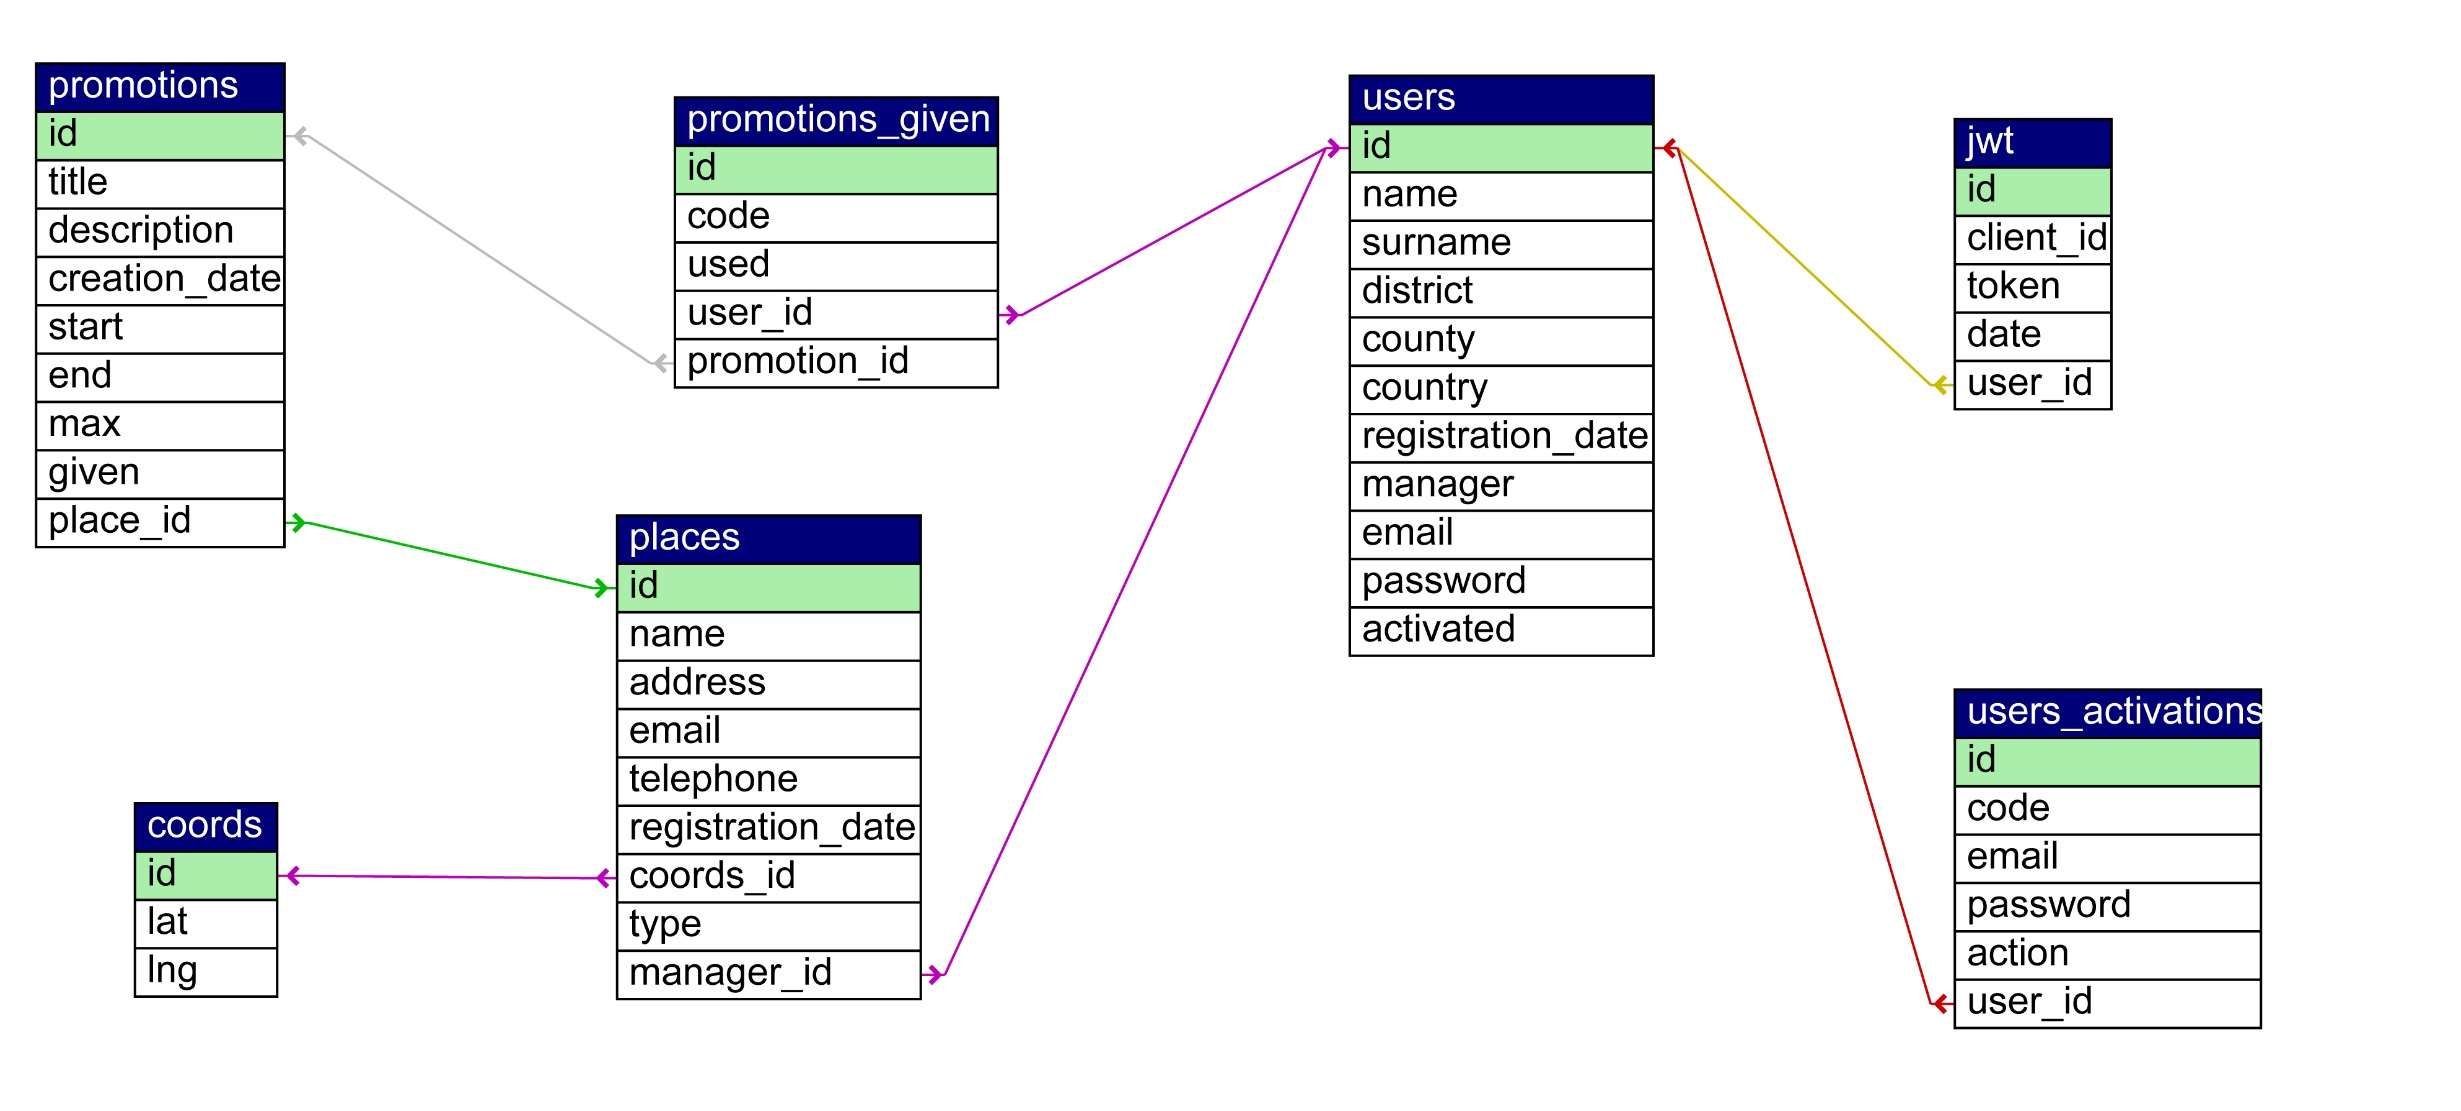 promotions
id
title
description
creation_date
start
end
max
given
place_id
promotions_given
id
code
used
user_id
promotion_id
users
id
name
surname
district
county
country
registration_date
manager
email
password
activated
jwt
id
client_id
token
date
user_id
places
id
name
address
email
telephone
registration_date
coords_id
type
manager_id
coords
id
lat
lng
users_activations
id
code
email
password
action
user_id